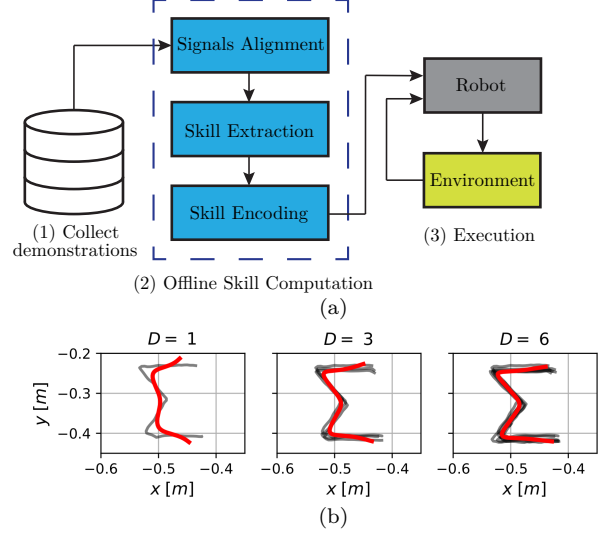 Signals Alignment
Skill Extraction
Skill Encoding
Robot
Environment
(1) Collect
demonstrations
(2) Offline Skill Computation
(3) Execution
(a)
D = 1
D = 3
D = 6
−0.2
−0.3
−0.4
y [m]
−0.6
−0.5
−0.4
−0.6
−0.5
−0.4
−0.6
−0.5
−0.4
x [m]
x [m]
x [m]
(b)